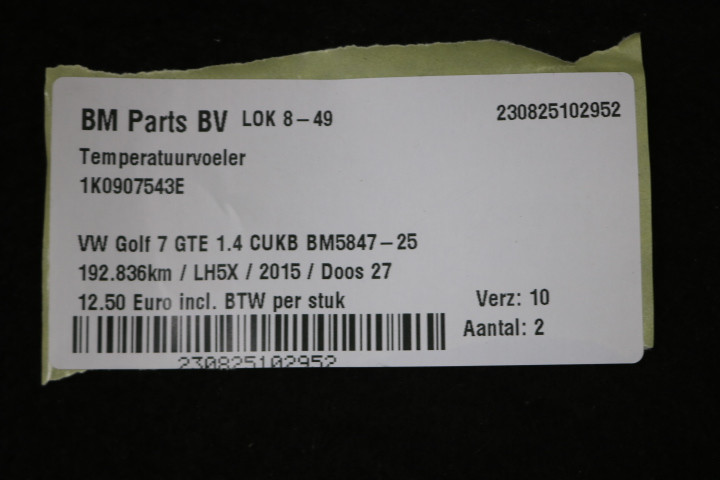 BM Parts BV LOK 8-49 230825102952
Temperatuurvoeler
1K0907543E
VW Golf 7 GTE 1.4 CUKB BM5847-25
192.836km / LH5X / 2015 / Doos 27
12.50 Euro incl. BTW per stuk Verz: 10
Aantal: 2
230825102952